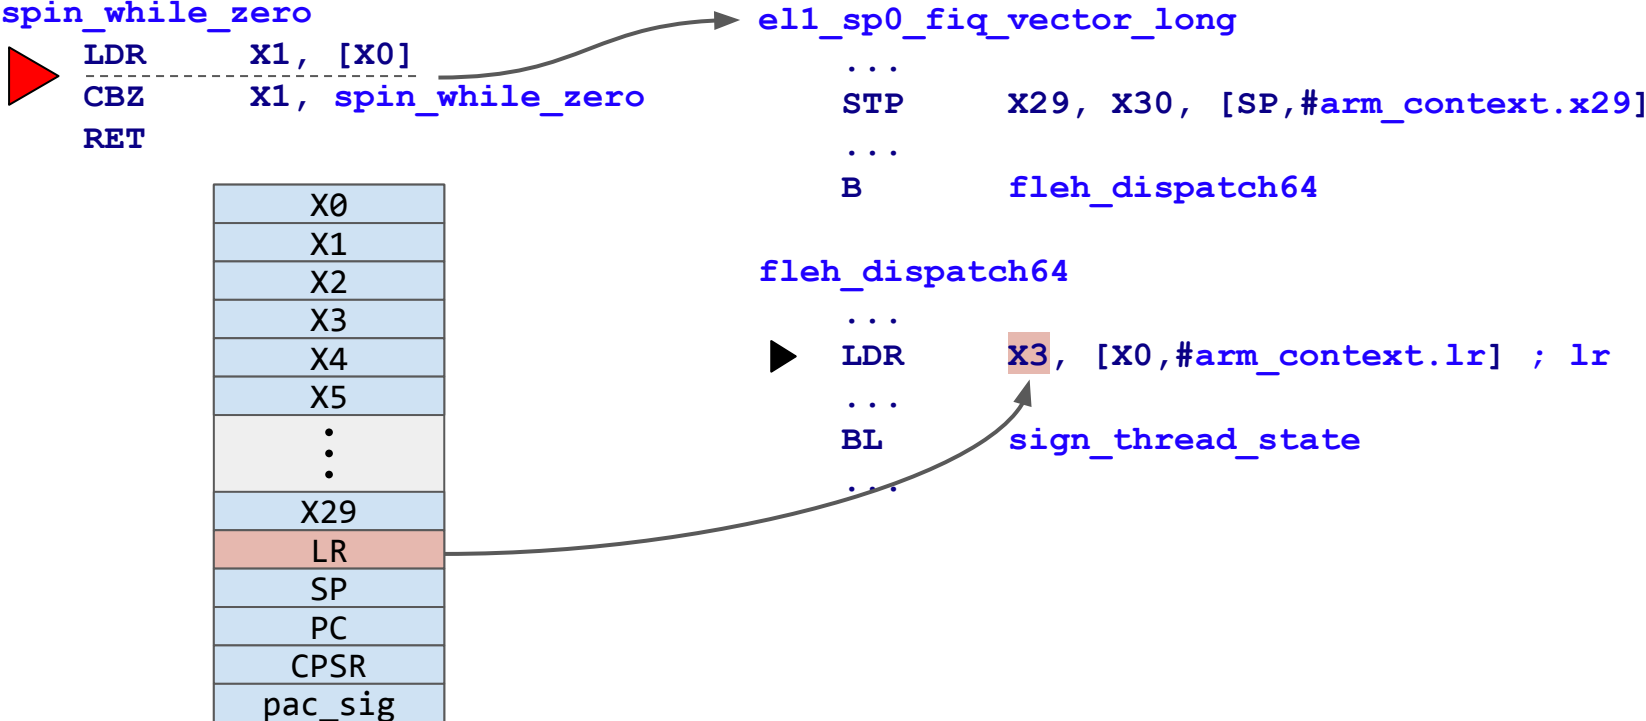 spin_while_zero
LDR X1, [X0]
CBZ X1, spin_while_zero
RET
el1_sp0_fiq_vector_long
...
STP X29, X30, [SP,#arm_context.x29]
...
B fleh_dispatch64
fleh_dispatch64
...
LDR X3, [X0,#arm_context.lr] ; lr
...
BL sign_thread_state
...
X0
X1
X2
X3
X4
X5
X29
LR
SP
PC
CPSR
pac_sig